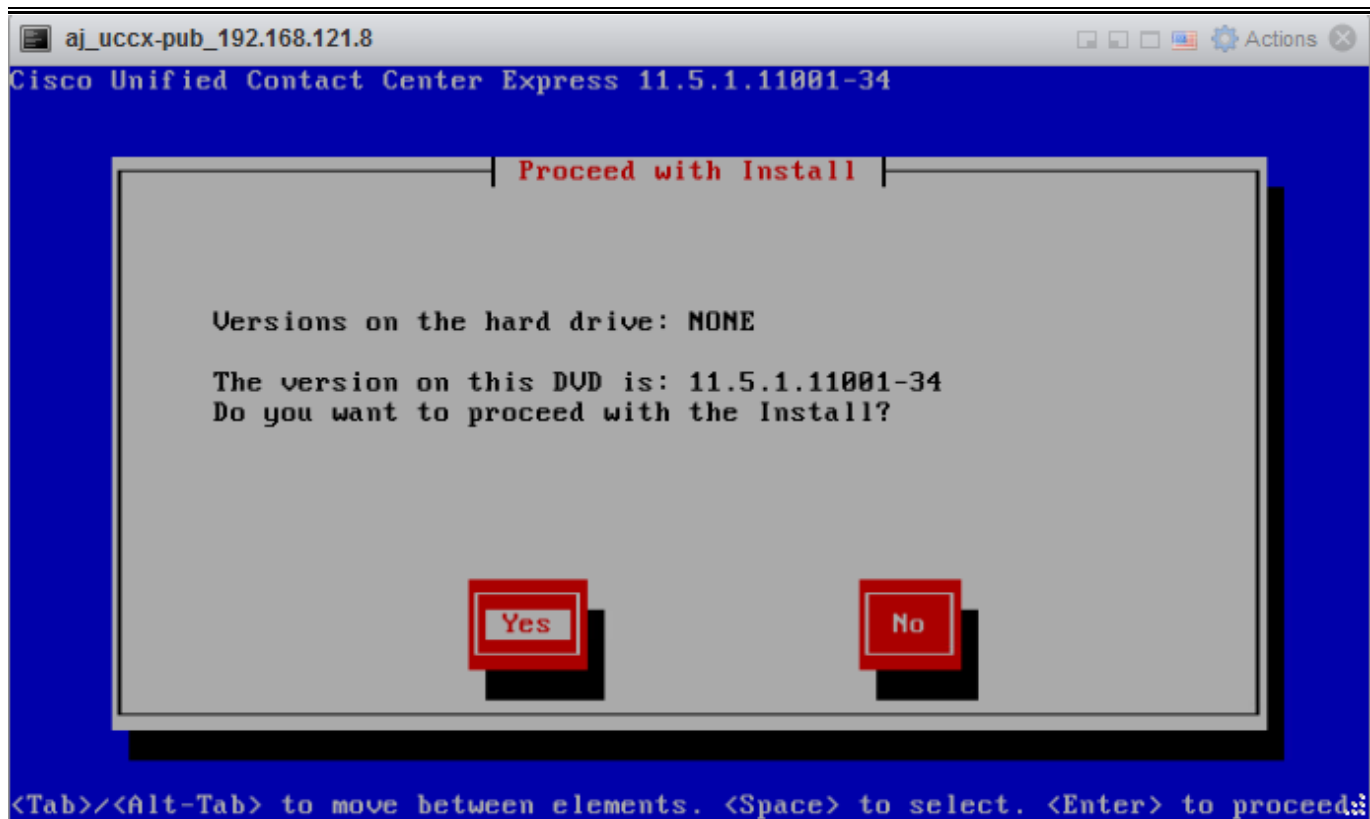 aj_uccx-pub_192.168.121.8 Actions
Cisco Unified Contact Center Express 11.5.1.11001-34
Proceed with Install
Versions on the hard drive: NONE
The version on this DVD is: 11.5.1.11001-34
Do you want to proceed with the Install?
Yes No
<Tab>/<Alt-Tab> to move between elements. <Space> to select. <Enter> to proceed